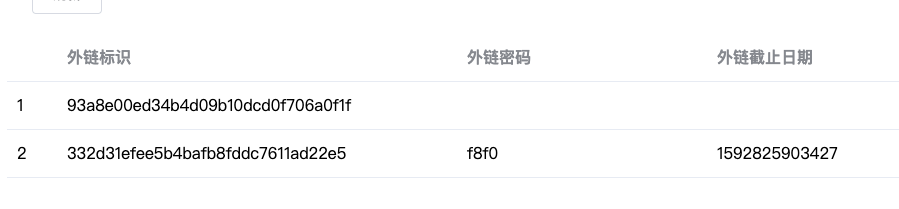 外链标识 外链密码 外链截止日期
1 93a8e00ed34b4d09b10dcd0f706a0f1f
2 332d31efee5b4bafb8fddc7611ad22e5 f8f0 1592825903427